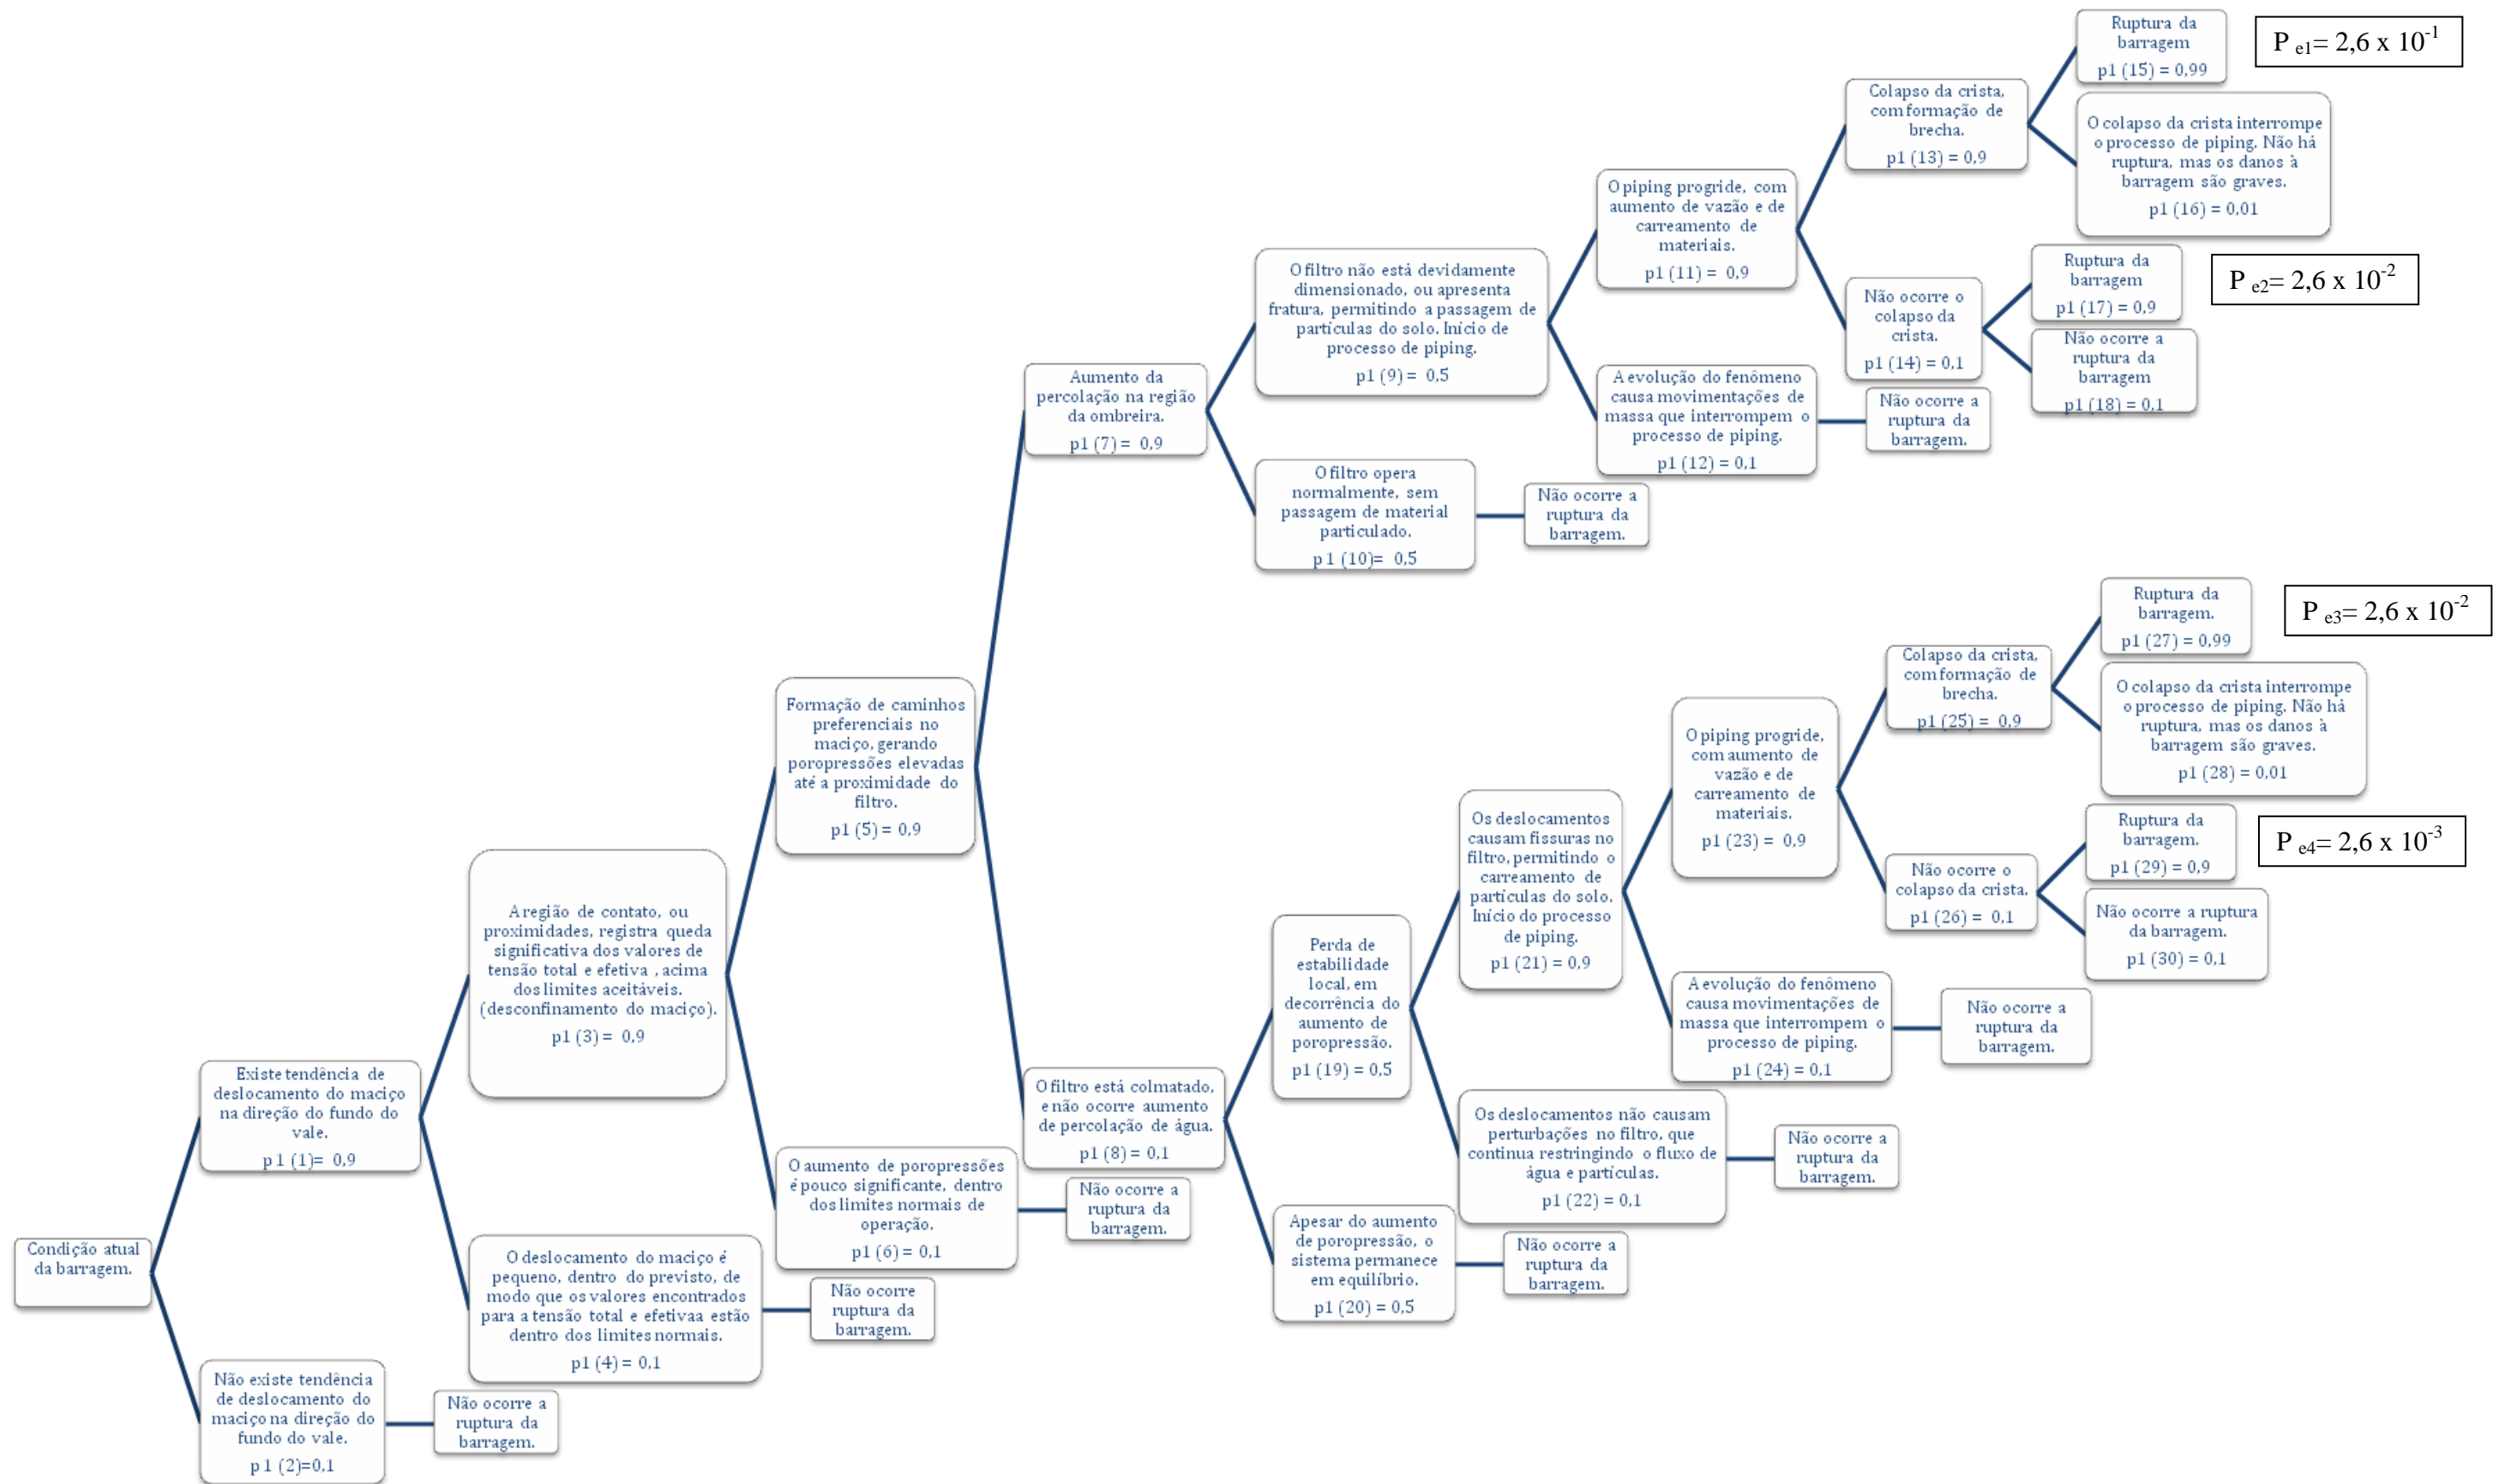 Condição atual
da barragem.
Existe tendência de
deslocamento do maciço
na direção do fundo do
vale.
p 1 (1)= 0,9
Não existe tendência
de deslocamento do
maciço na direção do
fundo do vale.
p 1 (2)=0,1
Não ocorre a
ruptura da
barragem.
A região de contato, ou
proximidades, registra queda
significativa dos valores de
tensão total e efetiva , acima
dos limites aceitáveis.
(desconfinamento do maciço).
p1 (3) = 0,9
O deslocamento do maciço é
pequeno, dentro do previsto, de
modo que os valores encontrados
para a tensão total e efetivaa estão
dentro dos limites normais.
p1 (4) = 0,1
Não ocorre
ruptura da
barragem.
Formação de caminhos
preferenciais no
maciço, gerando
poropressões elevadas
até a proximidade do
filtro.
p1 (5) = 0,9
O aumento de poropressões
é pouco significante, dentro
dos limites normais de
operação.
p1 (6) = 0,1
Não ocorre a
ruptura da
barragem.
Aumento da
percolação na região
da ombreira.
p1 (7) = 0,9
O filtro está colmatado,
e não ocorre aumento
de percolação de água.
p1 (8) = 0,1
O filtro não está devidamente
dimensionado, ou apresenta
fratura, permitindo a passagem de
partículas do solo. Início de
processo de piping.
p1 (9) = 0,5
O filtro opera
normalmente, sem
passagem de material
particulado.
p 1 (10)= 0,5
Não ocorre a
ruptura da
barragem.
O piping progride, com
aumento de vazão e de
carreamento de
materiais.
p1 (11) = 0,9
A evolução do fenômeno
causa movimentações de
massa que interrompem o
processo de piping.
p1 (12) = 0,1
Não ocorre a
ruptura da
barragem.
Colapso da crista,
com formação de
brecha.
p1 (13) = 0,9
Não ocorre o
colapso da
crista.
p1 (14) = 0,1
Ruptura da
barragem
p1 (15) = 0,99
P e1= 2,6 x 10-1
O colapso da crista interrompe
o processo de piping. Não há
ruptura, mas os danos à
barragem são graves.
p1 (16) = 0,01
Ruptura da
barragem
p1 (17) = 0,9
P e2= 2,6 x 10-2
Não ocorre a
ruptura da
barragem
p1 (18) = 0,1
Perda de
estabilidade
local, em
decorrência do
aumento de
poropressão.
p1 (19) = 0,5
Apesar do aumento
de poropressão, o
sistema permanece
em equilíbrio.
p1 (20) = 0,5
Não ocorre a
ruptura da
barragem.
Os deslocamentos
causam fissuras no
filtro, permitindo o
carreamento de
partículas do solo.
Início do processo
de piping.
p1 (21) = 0,9
Os deslocamentos não causam
perturbações no filtro, que
continua restringindo o fluxo de
água e partículas.
p1 (22) = 0,1
Não ocorre a
ruptura da
barragem.
O piping progride,
com aumento de
vazão e de
carreamento de
materiais.
p1 (23) = 0,9
A evolução do fenômeno
causa movimentações de
massa que interrompem o
processo de piping.
p1 (24) = 0,1
Não ocorre a
ruptura da
barragem.
Colapso da crista,
com formação de
brecha.
p1 (25) = 0,9
Não ocorre o
colapso da crista.
p1 (26) = 0,1
Ruptura da
barragem.
p1 (27) = 0,99
P e3= 2,6 x 10-2
O colapso da crista interrompe
o processo de piping. Não há
ruptura, mas os danos à
barragem são graves.
p1 (28) = 0,01
Ruptura da
barragem.
p1 (29) = 0,9
P e4= 2,6 x 10-3
Não ocorre a ruptura
da barragem.
p1 (30) = 0,1